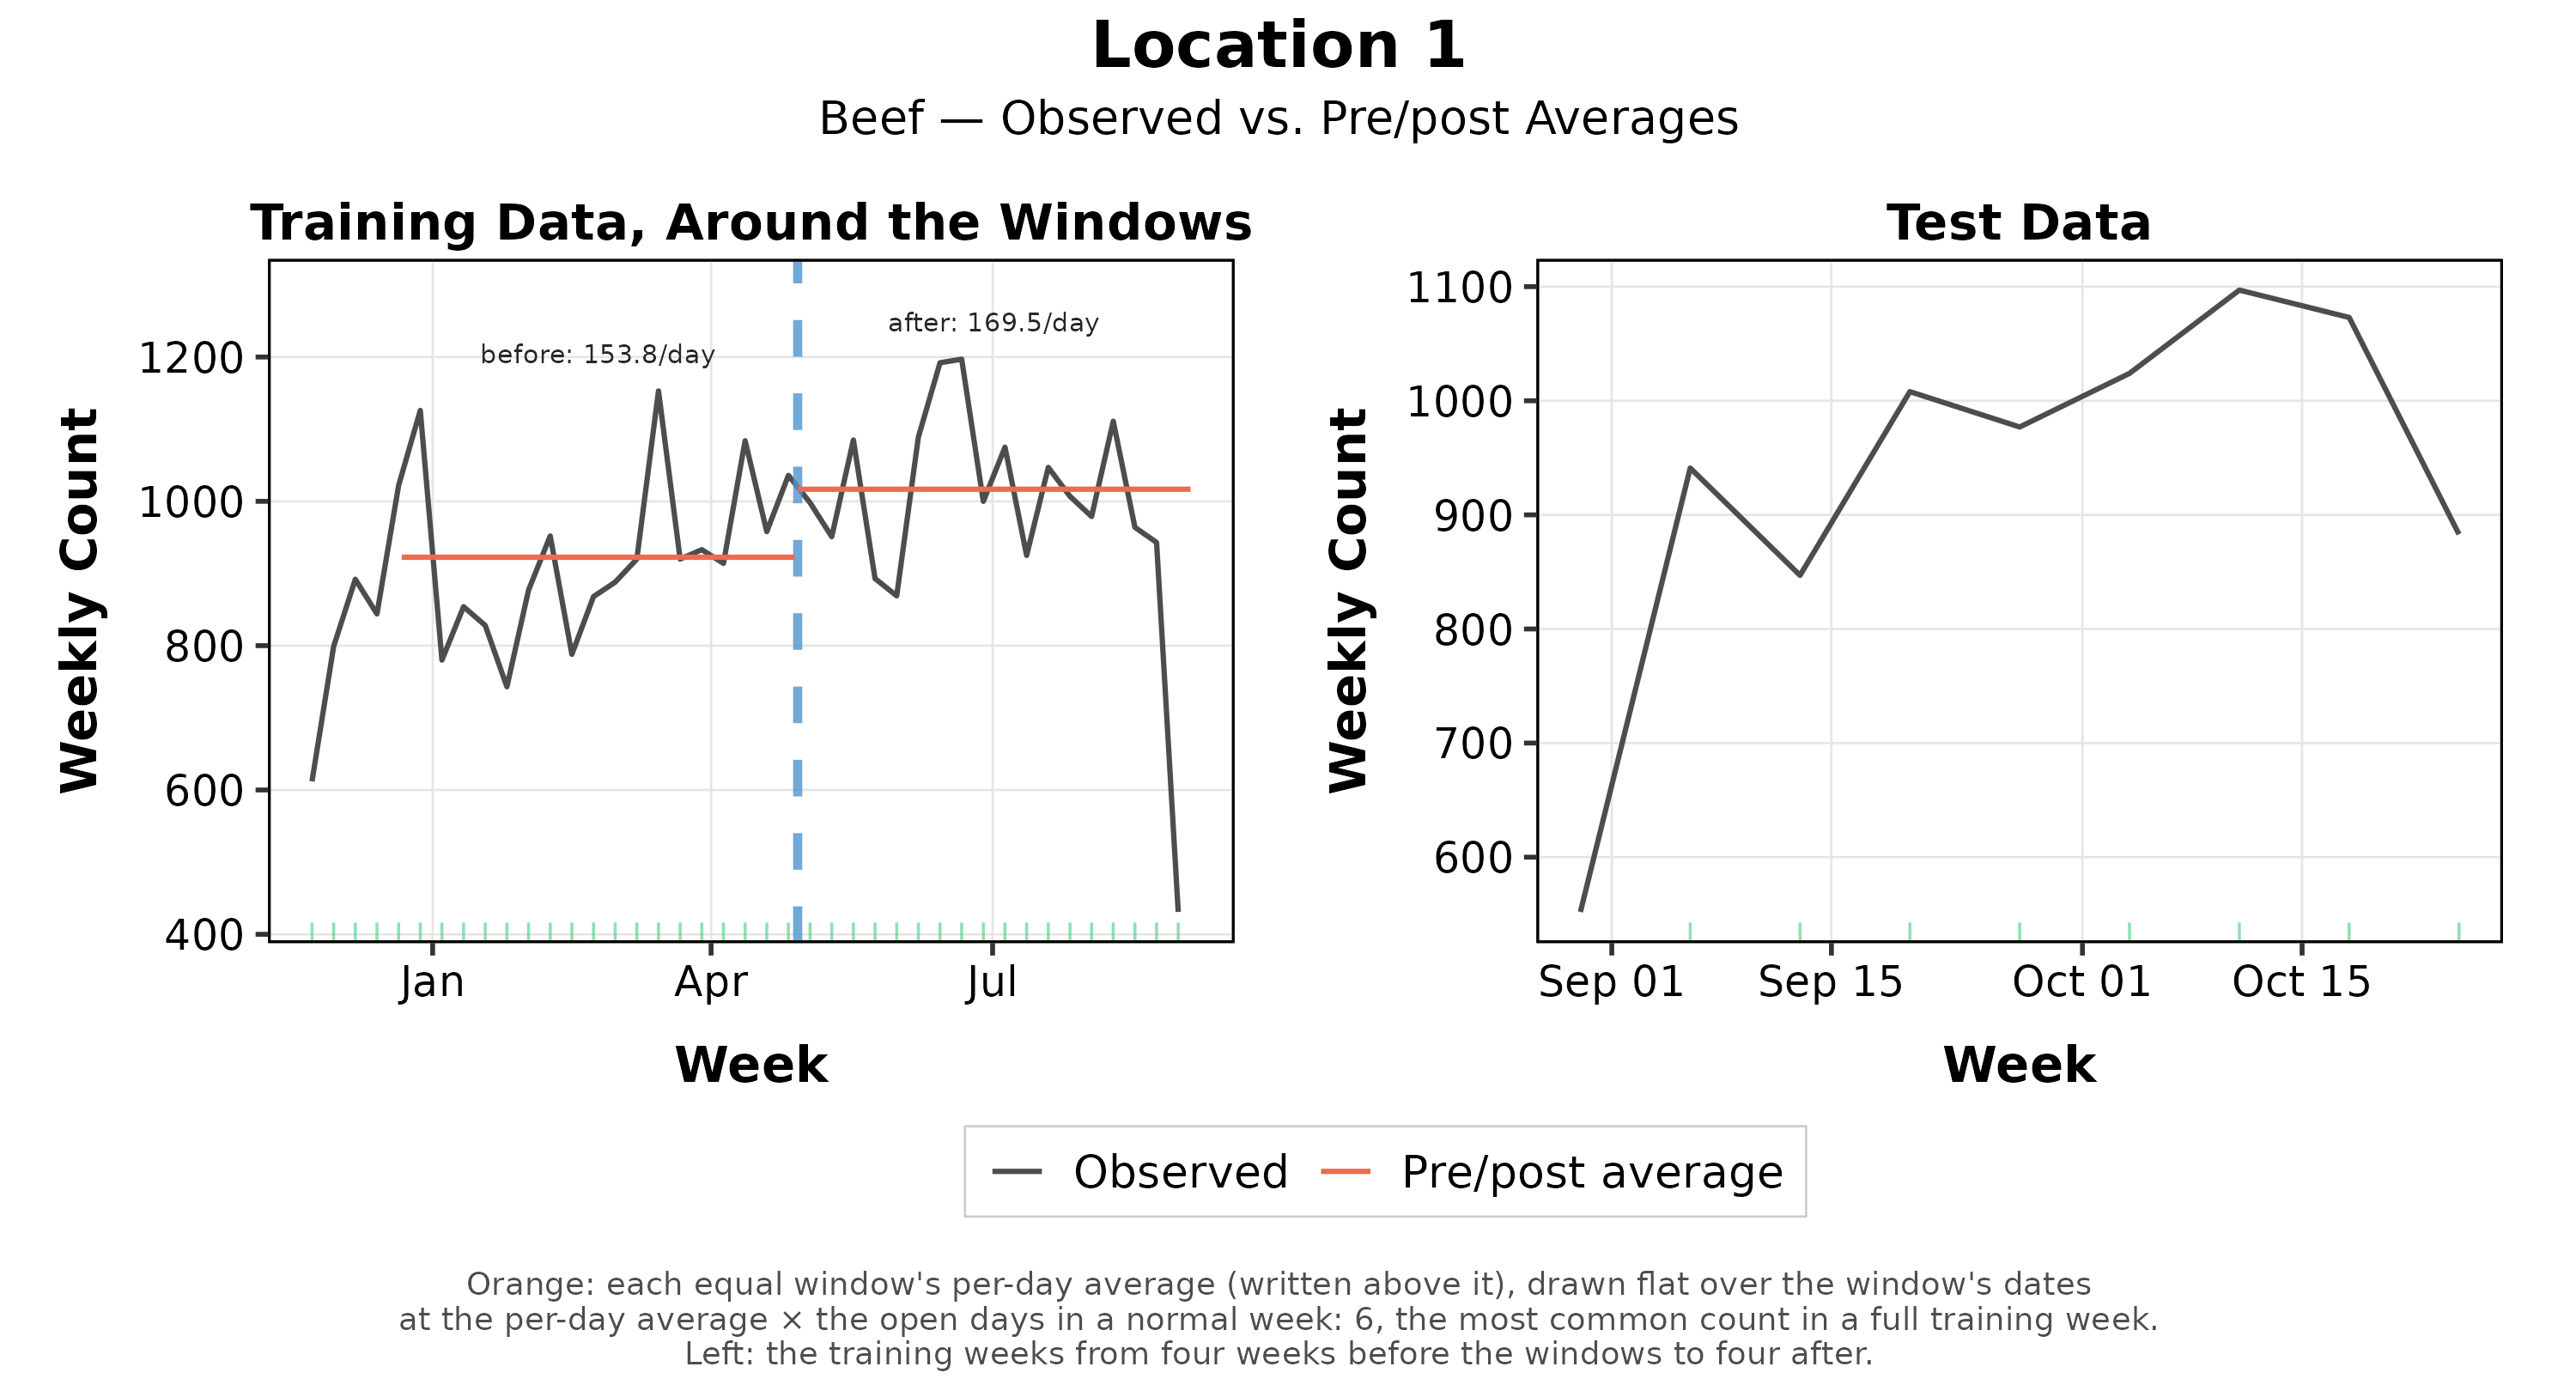 Location 1
Beef — Observed vs. Pre/post Averages
Training Data, Around the Windows
Weekly Count
1200
1000
800
600
400
before: 153.8/day
after: 169.5/day
Jan
Apr
Jul
Week
Test Data
Weekly Count
1100
1000
900
800
700
600
Sep 01
Sep 15
Oct 01
Oct 15
Week
Observed
Pre/post average
Orange: each equal window's per-day average (written above it), drawn flat over the window's dates
at the per-day average × the open days in a normal week: 6, the most common count in a full training week.
Left: the training weeks from four weeks before the windows to four after.